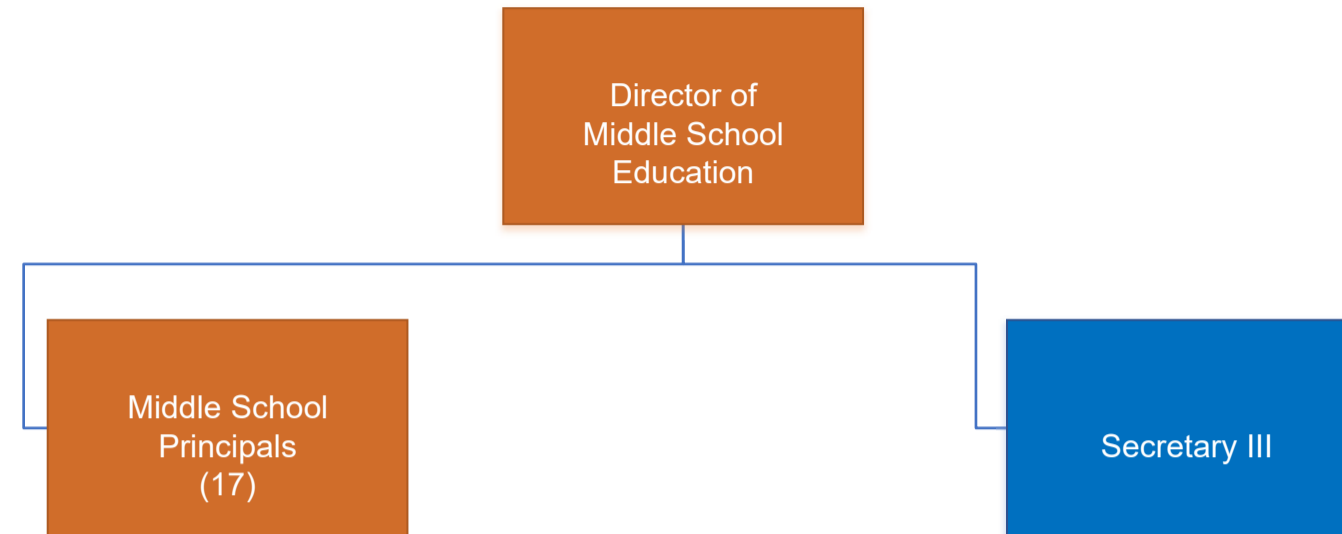 Director of
Middle School
Education
Middle School
Principals
(17)
Secretary III